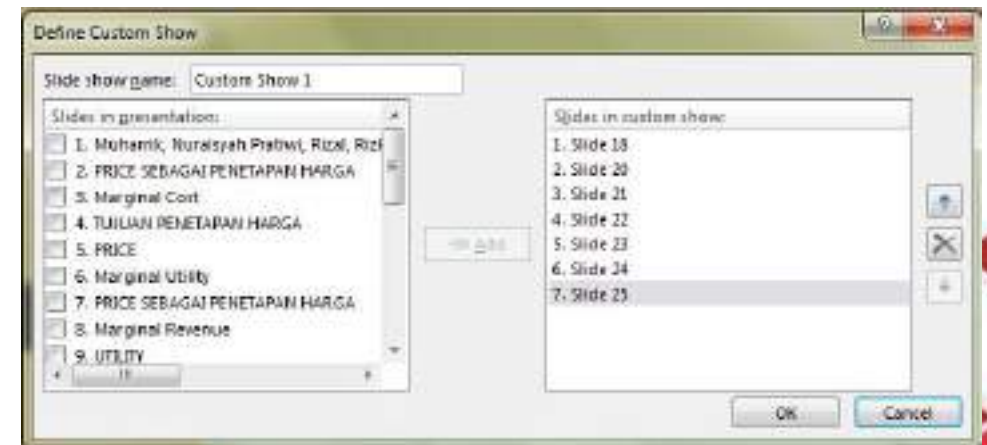 Define Custom Show
Slide show name: Custom Show 1
Slides in presentation:
1. Muhamik, Nuraisyah Pratiwi, Rizal, Rizk
2. PRICE SEBAGAI PENETAPAN HARGA
3. Marginal Cost
4. TUJUAN PENETAPAN HARGA
5. PRICE
6. Marginal Utility
7. PRICE SEBAGAI PENETAPAN HARGA
8. Marginal Revenue
9. UTILITY
Add
Slides in custom show:
1. Slide 18
2. Slide 20
3. Slide 21
4. Slide 22
5. Slide 23
6. Slide 24
7. Slide 25
OK
Cancel